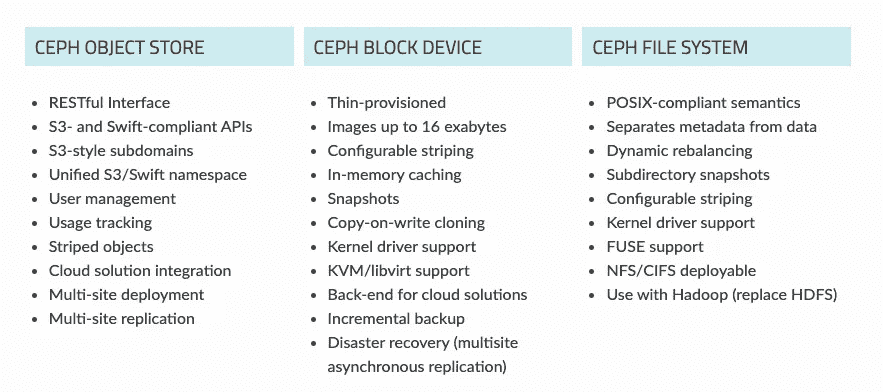 CEPH OBJECT STORE
RESTful Interface
S3- and Swift-compliant APIs
S3-style subdomains
Unified S3/Swift namespace
User management
Usage tracking
Striped objects
Cloud solution integration
Multi-site deployment
Multi-site replication
CEPH BLOCK DEVICE
Thin-provisioned
Images up to 16 exabytes
Configurable striping
In-memory caching
Snapshots
Copy-on-write cloning
Kernel driver support
KVM/libvirt support
Back-end for cloud solutions
Incremental backup
Disaster recovery (multisite
asynchronous replication)
CEPH FILE SYSTEM
POSIX-compliant semantics
Separates metadata from data
Dynamic rebalancing
Subdirectory snapshots
Configurable striping
Kernel driver support
FUSE support
NFS/CIFS deployable
Use with Hadoop (replace HDFS)